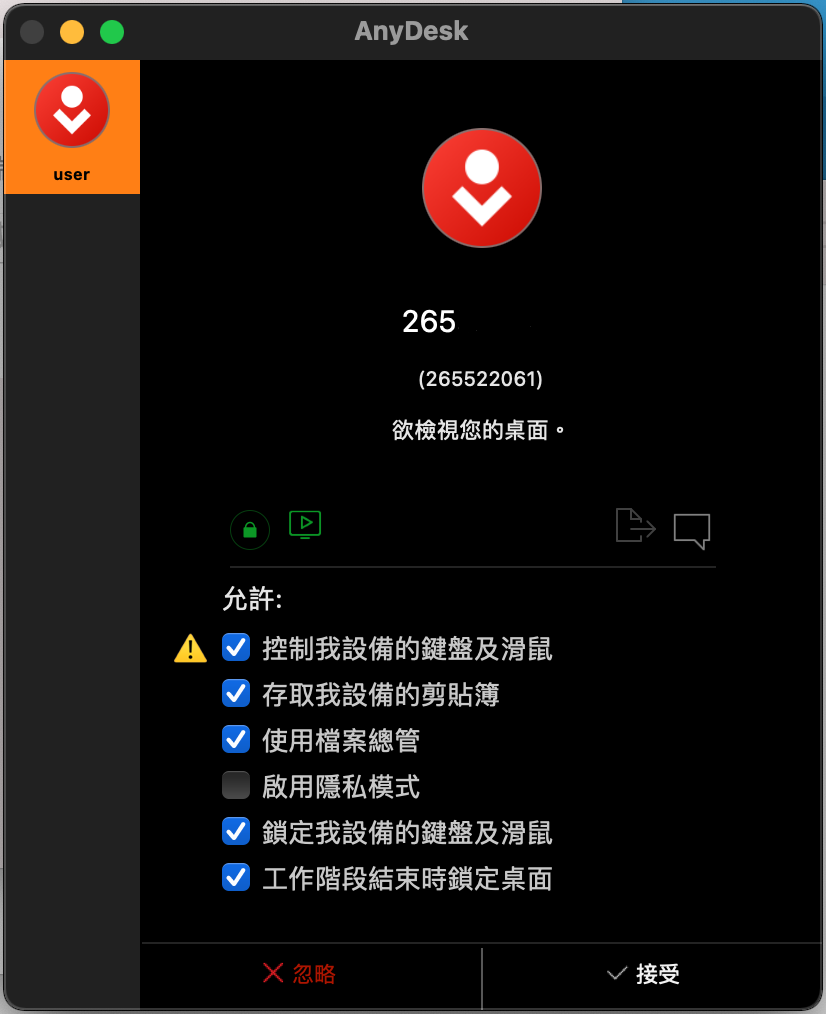 AnyDesk
user
265
(265522061)
欲檢視您的桌面。
允許:
控制我設備的鍵盤及滑鼠
存取我設備的剪貼簿
使用檔案總管
啟用隱私模式
鎖定我設備的鍵盤及滑鼠
工作階段結束時鎖定桌面
忽略
接受